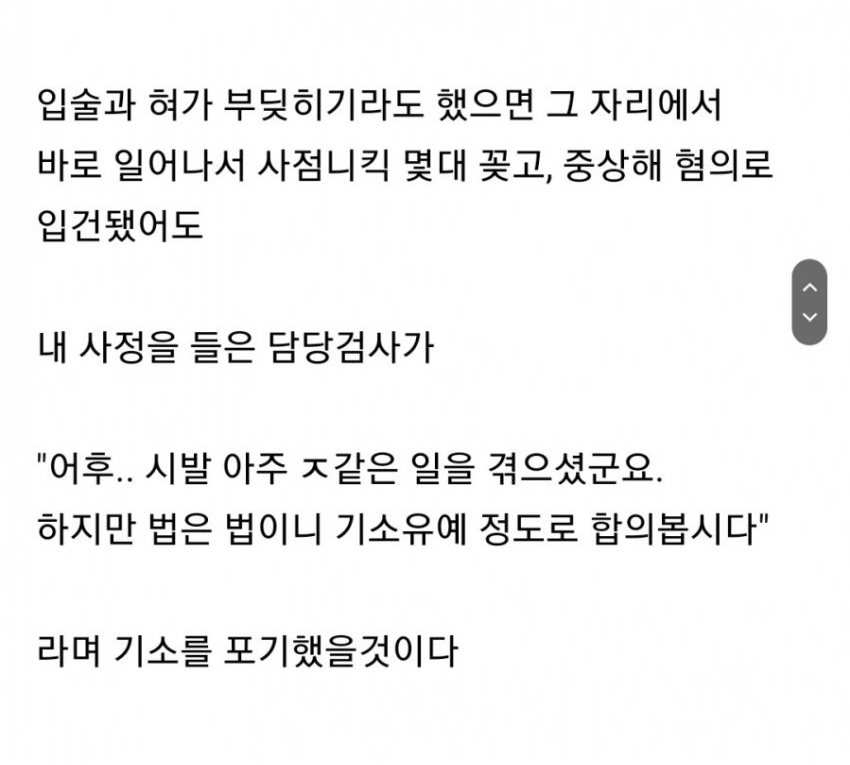 입술과 혀가 부딪히기라도 했으면 그 자리에서
바로 일어나서 사점니킥 몇대 꽂고, 중상해 혐의로
입건됐어도
내 사정을 들은 담당검사가
"어후.. 시발 아주 ㅈ같은 일을 겪으셨군요.
하지만 법은 법이니 기소유예 정도로 합의봅시다"
라며 기소를 포기했을것이다